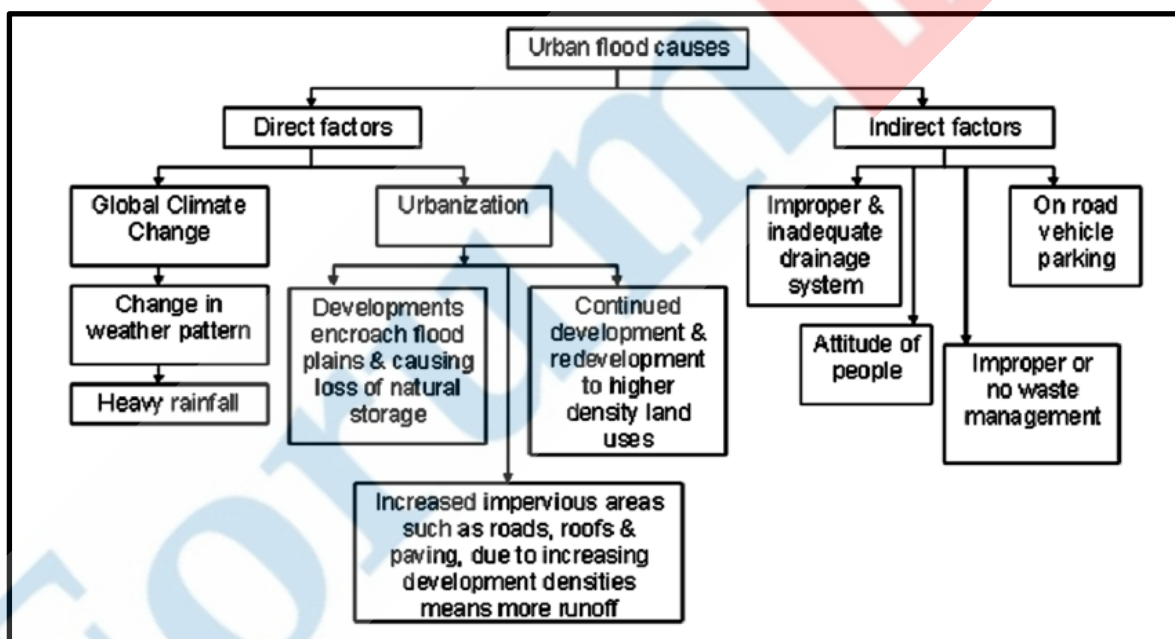 Urban flood causes
Direct factors
Indirect factors
Global Climate
Change
Urbanization
Improper &
inadequate
drainage
system
On road
vehicle
parking
Change in
weather pattern
Developments
encroach flood
plains & causing
loss of natural
storage
Continued
development &
redevelopment
to higher
density land
uses
Attitude of
people
Improper or
no waste
management
Heavy rainfall
Increased impervious areas
such as roads, roofs &
paving, due to increasing
development densities
means more runoff
Forum